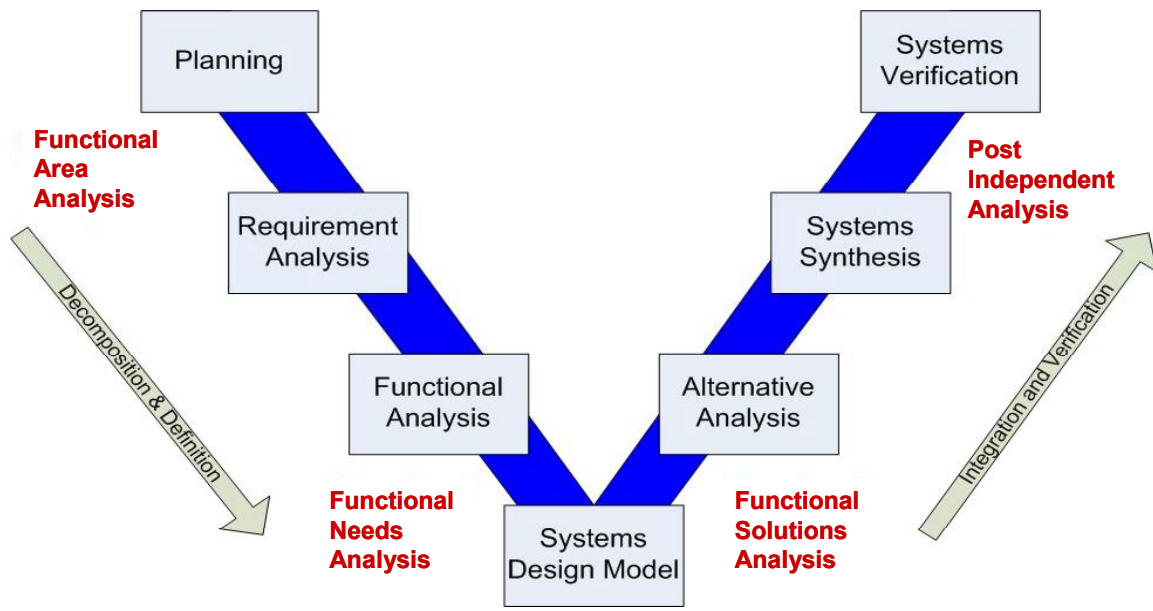 Planning
Systems
Verification
Functional
Area
Analysis
Post
Independent
Analysis
Requirement
Analysis
Systems
Synthesis
Decomposition & Definition
Integration and Verification
Functional
Analysis
Alternative
Analysis
Functional
Needs
Analysis
Functional
Solutions
Analysis
Systems
Design Model